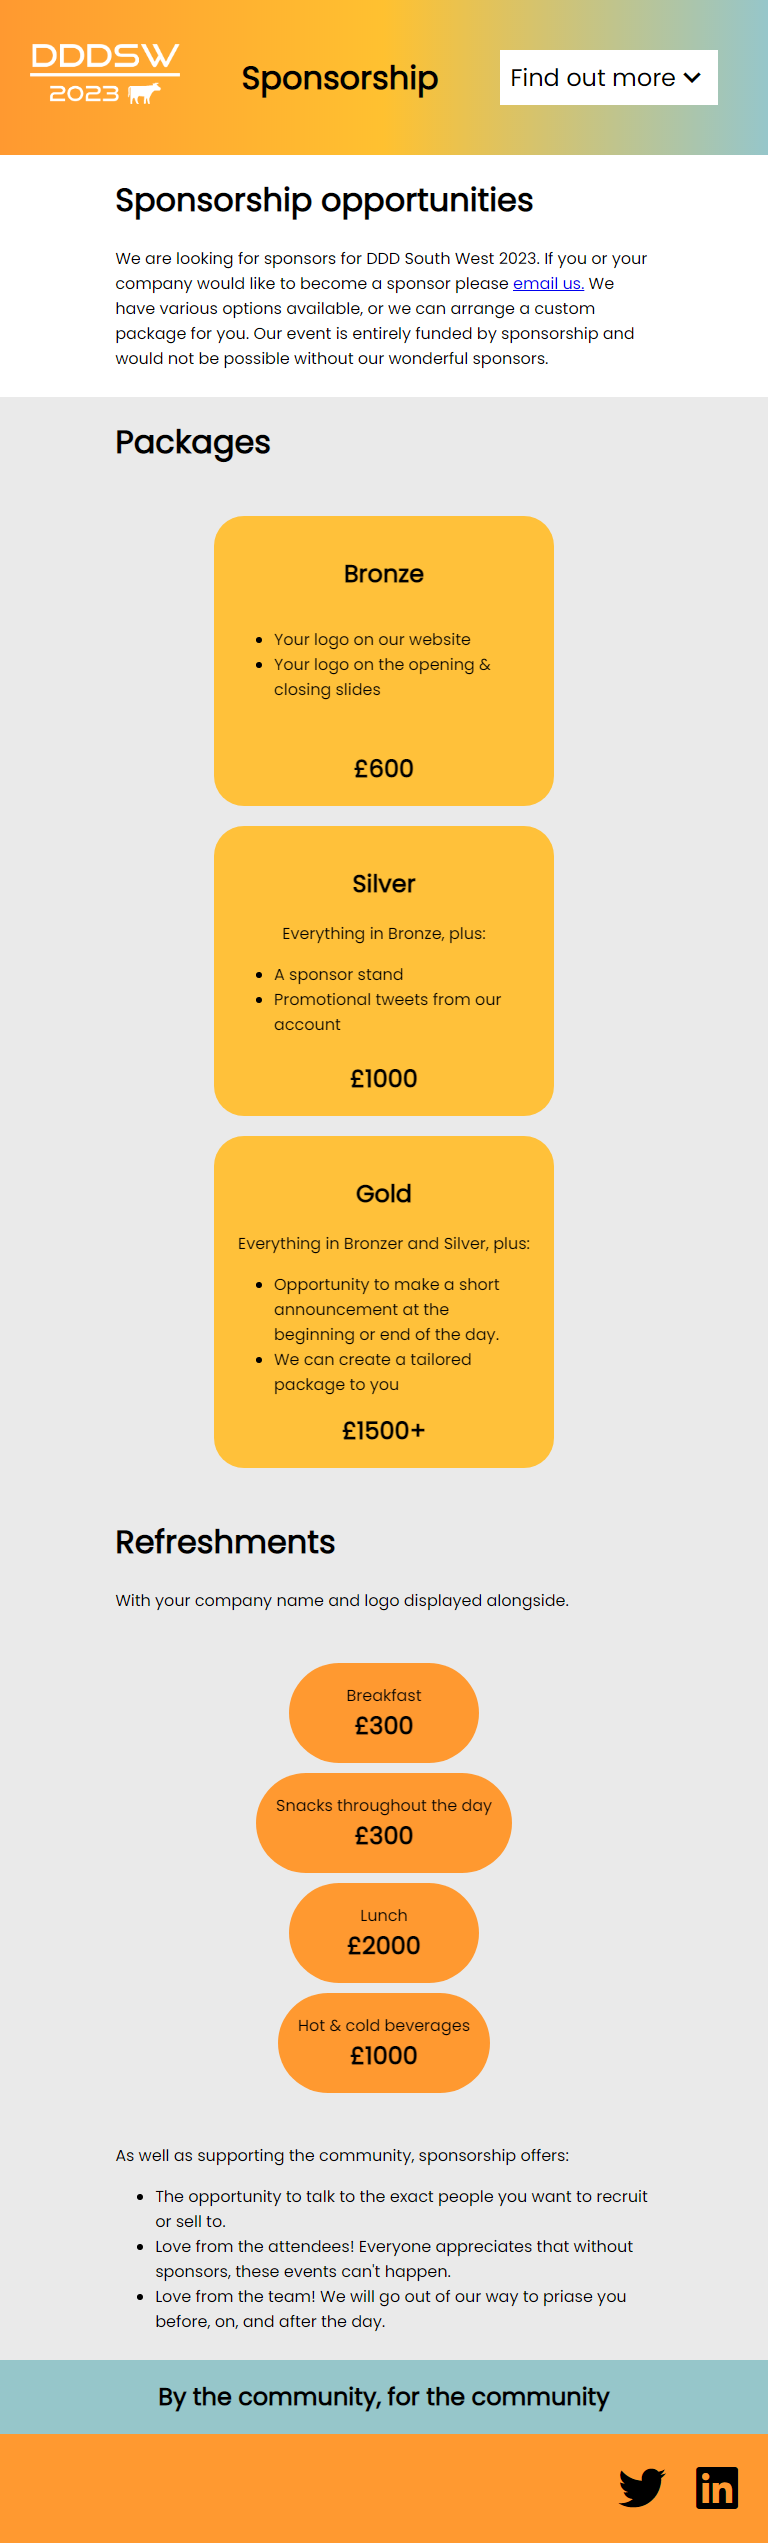 DDDSW
2023
Sponsorship
Find out more
Sponsorship opportunities
We are looking for sponsors for DDD South West 2023. If you or your
company would like to become a sponsor please email us. We
have various options available, or we can arrange a custom
package for you. Our event is entirely funded by sponsorship and
would not be possible without our wonderful sponsors.
Packages
Bronze
• Your logo on our website
• Your logo on the opening &
closing slides
£600
Silver
Everything in Bronze, plus:
• A sponsor stand
• Promotional tweets from our
account
£1000
Gold
Everything in Bronzer and Silver, plus:
• Opportunity to make a short
announcement at the
beginning or end of the day.
• We can create a tailored
package to you
£1500+
Refreshments
With your company name and logo displayed alongside.
Breakfast
£300
Snacks throughout the day
£300
Lunch
£2000
Hot & cold beverages
£1000
As well as supporting the community, sponsorship offers:
• The opportunity to talk to the exact people you want to recruit
or sell to.
• Love from the attendees! Everyone appreciates that without
sponsors, these events can't happen.
• Love from the team! We will go out of our way to priase you
before, on, and after the day.
By the community, for the community
in